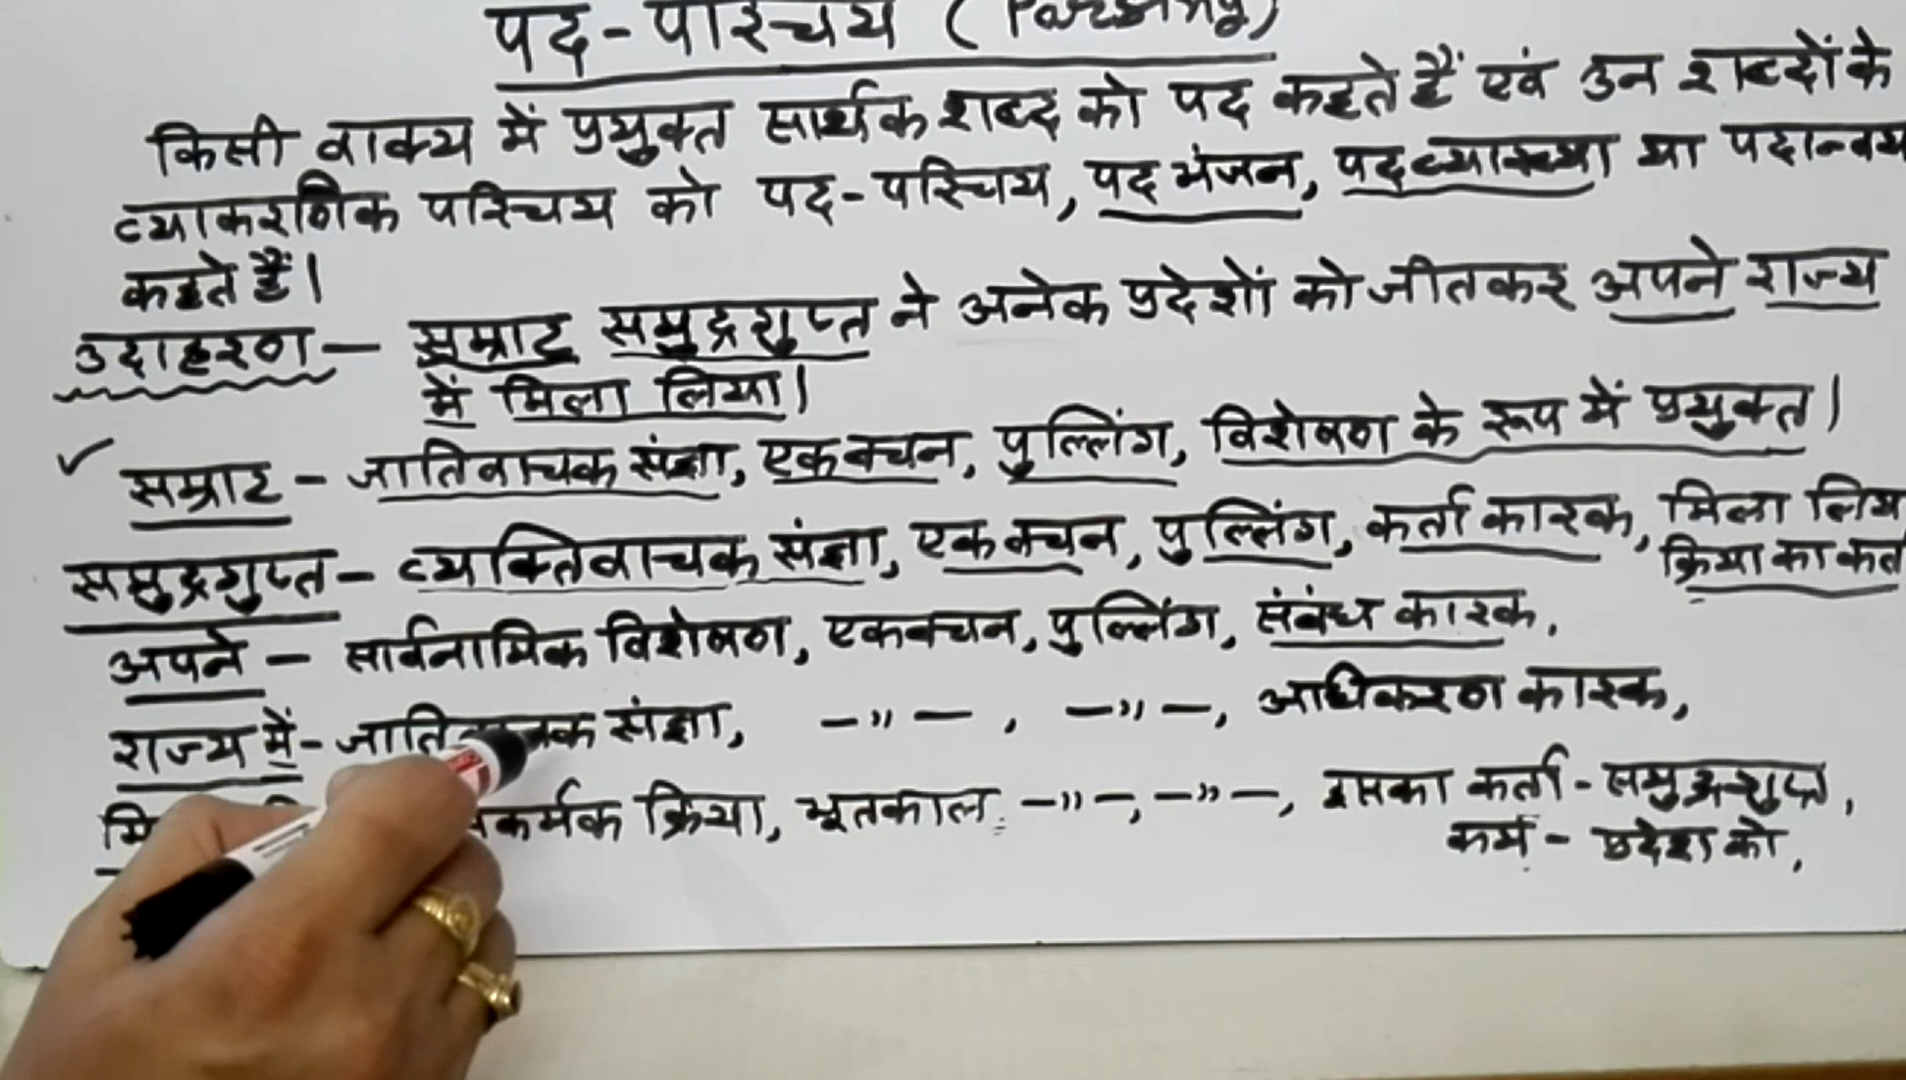 पद-परिचय (Parsing)
किसी वाक्य में प्रयुक्त सार्थक शब्द को पद कहते हैं एवं उन शब्दों के
व्याकरणिक परिचय को पद-परिचय, पद भंजन, पदव्याख्या या पदान्वय
कहते हैं।
उदाहरण - सम्राट समुद्रगुप्त ने अनेक प्रदेशों को जीतकर अपने राज्य
में मिला लिया।
✓ सम्राट - जातिवाचक संज्ञा, एकवचन, पुल्लिंग, विशेषण के रूप में प्रयुक्त।
समुद्रगुप्त - व्यक्तिवाचक संज्ञा, एकवचन, पुल्लिंग, कर्ता कारक, मिला लिय
क्रिया का कर्ता
अपने - सार्वनामिक विशेषण, एकवचन, पुल्लिंग, संबंध कारक,
राज्य में - जातिवाचक संज्ञा, -"-, -"-, अधिकरण कारक,
मि कर्मक क्रिया, भूतकाल, -"-, -"-, इसका कर्ता - समुद्रगुप्त,
कर्म - प्रदेश को,